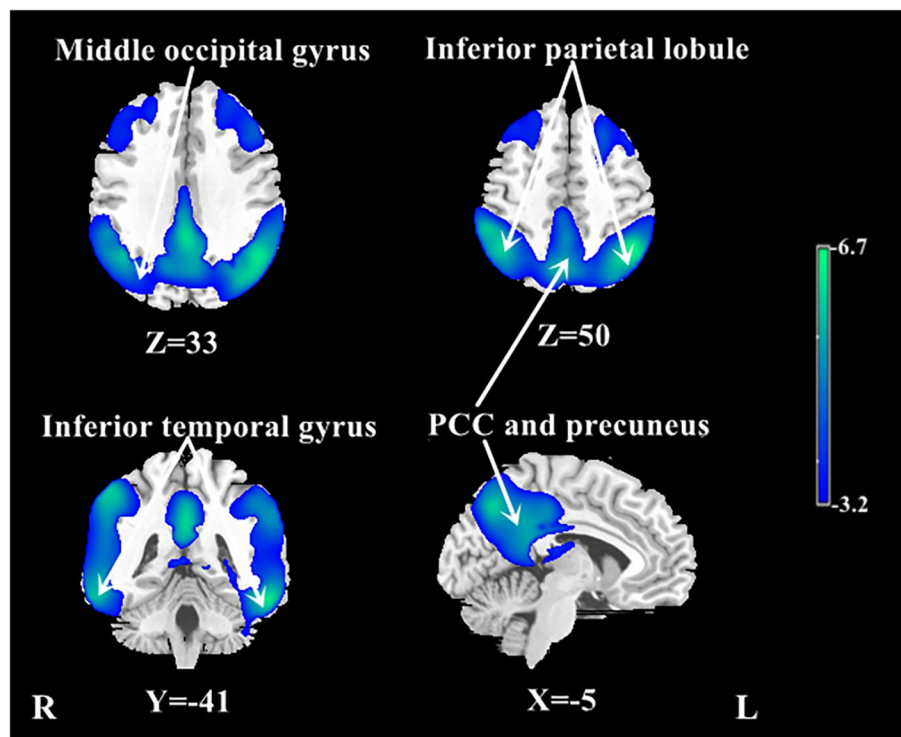 Middle occipital gyrus
Inferior parietal lobule
Z=33
Z=50
-6.7
-3.2
Inferior temporal gyrus
PCC and precuneus
Y=-41
X=-5
R
L